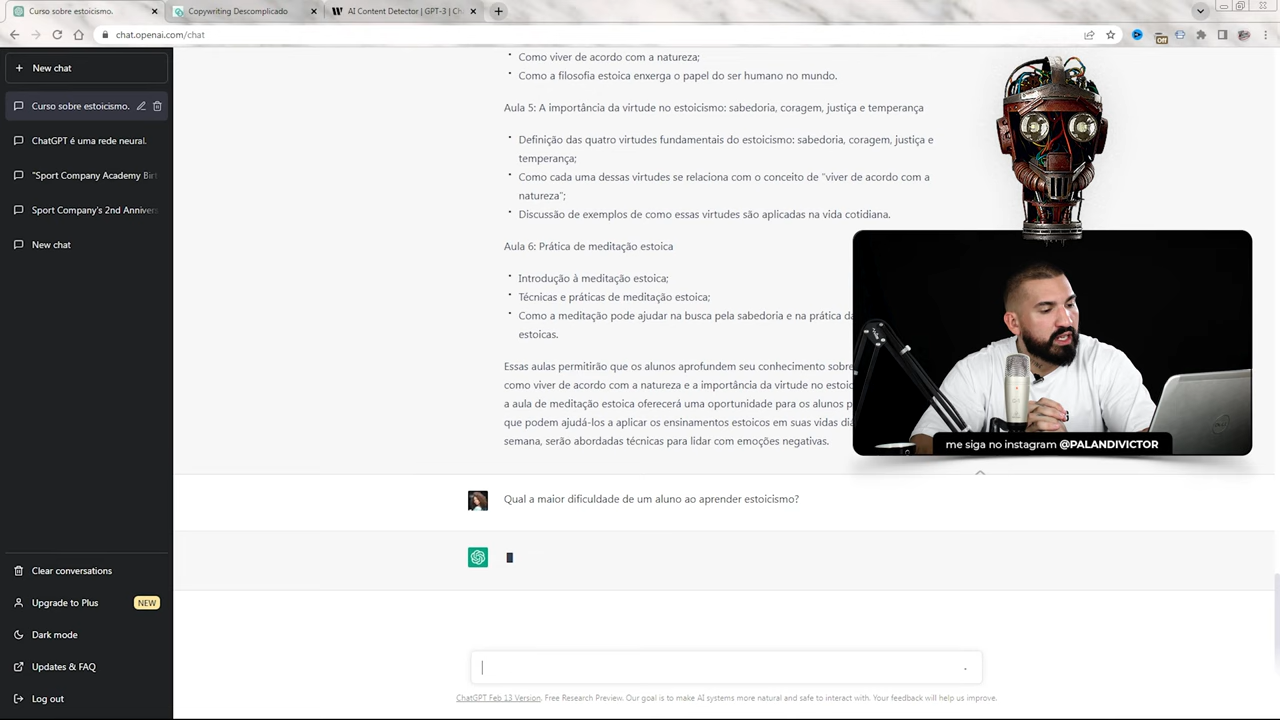 Curso sobre estoicismo.
Copywriting Descomplicado
AI Content Detector | GPT-3 | Ch
chat.openai.com/chat
Off
New chat
Curso sobre estoicismo.
ChatGPT é uma rede neural.
"Sport Company Academy Birt
Sport Company's 2nd Annivers
New chat
Clear conversations
Upgrade to Plus
NEW
Dark mode
Updates & FAQ
Log out
• Como viver de acordo com a natureza;
• Como a filosofia estoica enxerga o papel do ser humano no mundo.
Aula 5: A importância da virtude no estoicismo: sabedoria, coragem, justiça e temperança
• Definição das quatro virtudes fundamentais do estoicismo: sabedoria, coragem, justiça e
temperança;
• Como cada uma dessas virtudes se relaciona com o conceito de "viver de acordo com a
natureza";
• Discussão de exemplos de como essas virtudes são aplicadas na vida cotidiana.
Aula 6: Prática de meditação estoica
• Introdução à meditação estoica;
• Técnicas e práticas de meditação estoica;
• Como a meditação pode ajudar na busca pela sabedoria e na prática da
estoicas.
Essas aulas permitirão que os alunos aprofundem seu conhecimento sobre
como viver de acordo com a natureza e a importância da virtude no estoic
a aula de meditação estoica oferecerá uma oportunidade para os alunos p
que podem ajudá-los a aplicar os ensinamentos estoicos em suas vidas diá
semana, serão abordadas técnicas para lidar com emoções negativas.
me siga no instagram @PALANDIVICTOR
Qual a maior dificuldade de um aluno ao aprender estoicismo?
ChatGPT Feb 13 Version. Free Research Preview. Our goal is to make AI systems more natural and safe to interact with. Your feedback will help us improve.